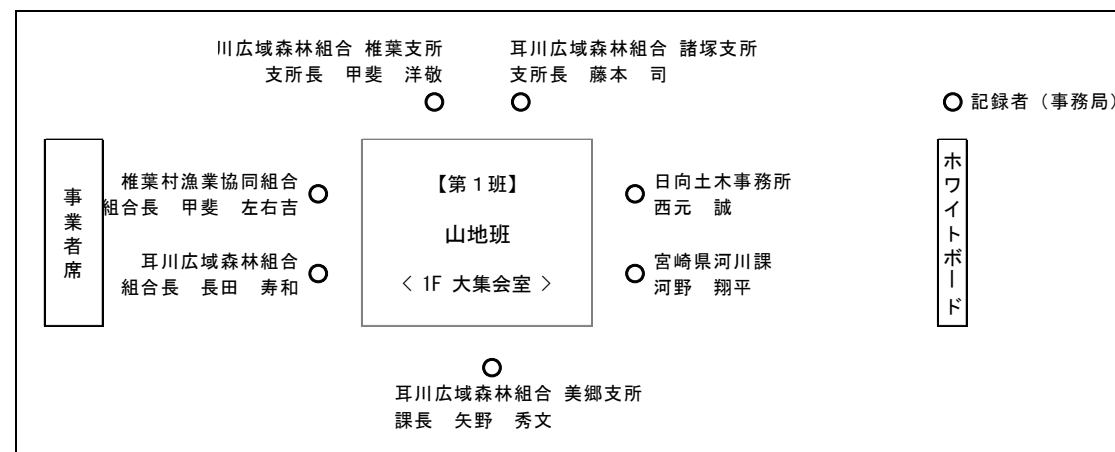 川広域森林組合 椎葉支所
支所長 甲斐 洋敬
耳川広域森林組合 諸塚支所
支所長 藤本 司
記録者（事務局）
事業者席
椎葉村漁業協同組合
組合長 甲斐 左右吉
耳川広域森林組合
組合長 長田 寿和
【第１班】
山地班
＜ 1F 大集会室 ＞
日向土木事務所
西元 誠
宮崎県河川課
河野 翔平
ホワイトボード
耳川広域森林組合 美郷支所
課長 矢野 秀文